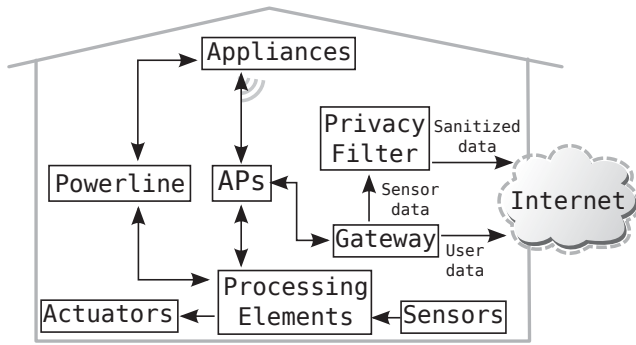 Appliances
Privacy
Filter
Sanitized
data
Powerline
APs
Sensor
data
Internet
Gateway
User
data
Processing
Elements
Actuators
Sensors